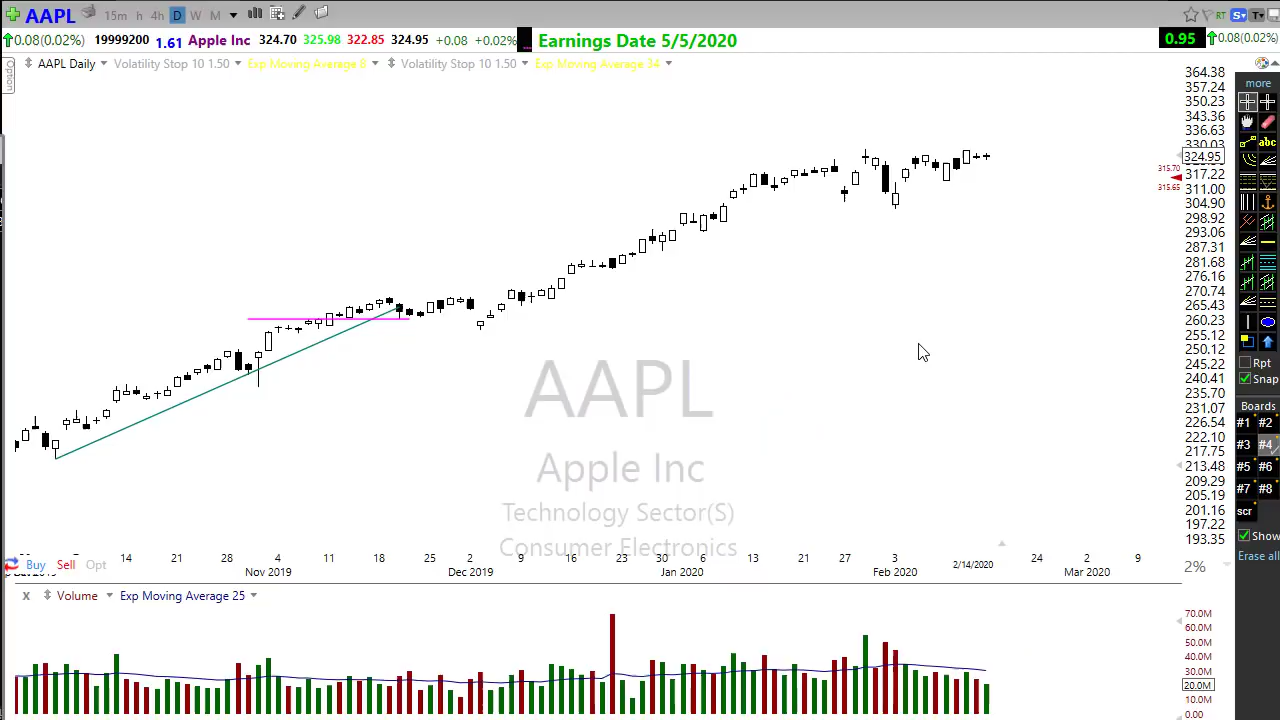 AAPL 15m h 4h D W M RT S T
0.08(0.02%) 19999200 1.61 Apple Inc 324.70 325.98 322.85 324.95 +0.08 +0.02% Earnings Date 5/5/2020 0.95 0.08(0.02%)
Option
AAPL Daily Volatility Stop 10 1.50 Exp Moving Average 8 Volatility Stop 10 1.50 Exp Moving Average 34
364.38
357.24
350.23
343.36
336.63
330.03
324.95
317.22
311.00
304.90
298.92
293.06
287.31
281.68
276.16
270.74
265.43
260.23
255.12
250.12
245.22
240.41
235.70
231.07
226.54
222.10
217.75
213.48
209.29
205.19
201.16
197.22
193.35
315.70
315.65
more
abc
Rpt
Snap
Boards
#1 #2
#3 #4
#5 #6
#7 #8
scr
Show
Erase all
AAPL
Apple Inc
Technology Sector(S)
Consumer Electronics
14 21 28 4 11 18 25 2 9 16 23 30 6 13 21 27 3 24 2 9
Buy Sell Opt
Nov 2019 Dec 2019 Jan 2020 Feb 2020 2/14/2020 Mar 2020
2%
x Volume Exp Moving Average 25
70.0M
60.0M
50.0M
40.0M
30.0M
20.0M
10.0M
0.00